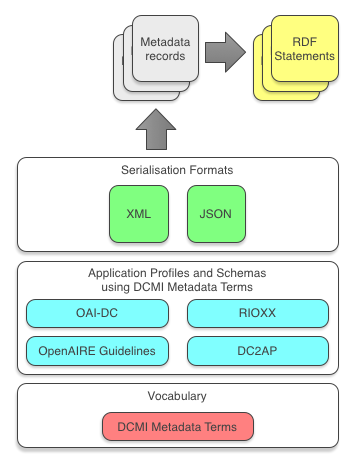 Metadata
records
RDF
Statements
Serialisation Formats
XML
JSON
Application Profiles and Schemas
using DCMI Metadata Terms
OAI-DC
RIOXX
OpenAIRE Guidelines
DC2AP
Vocabulary
DCMI Metadata Terms